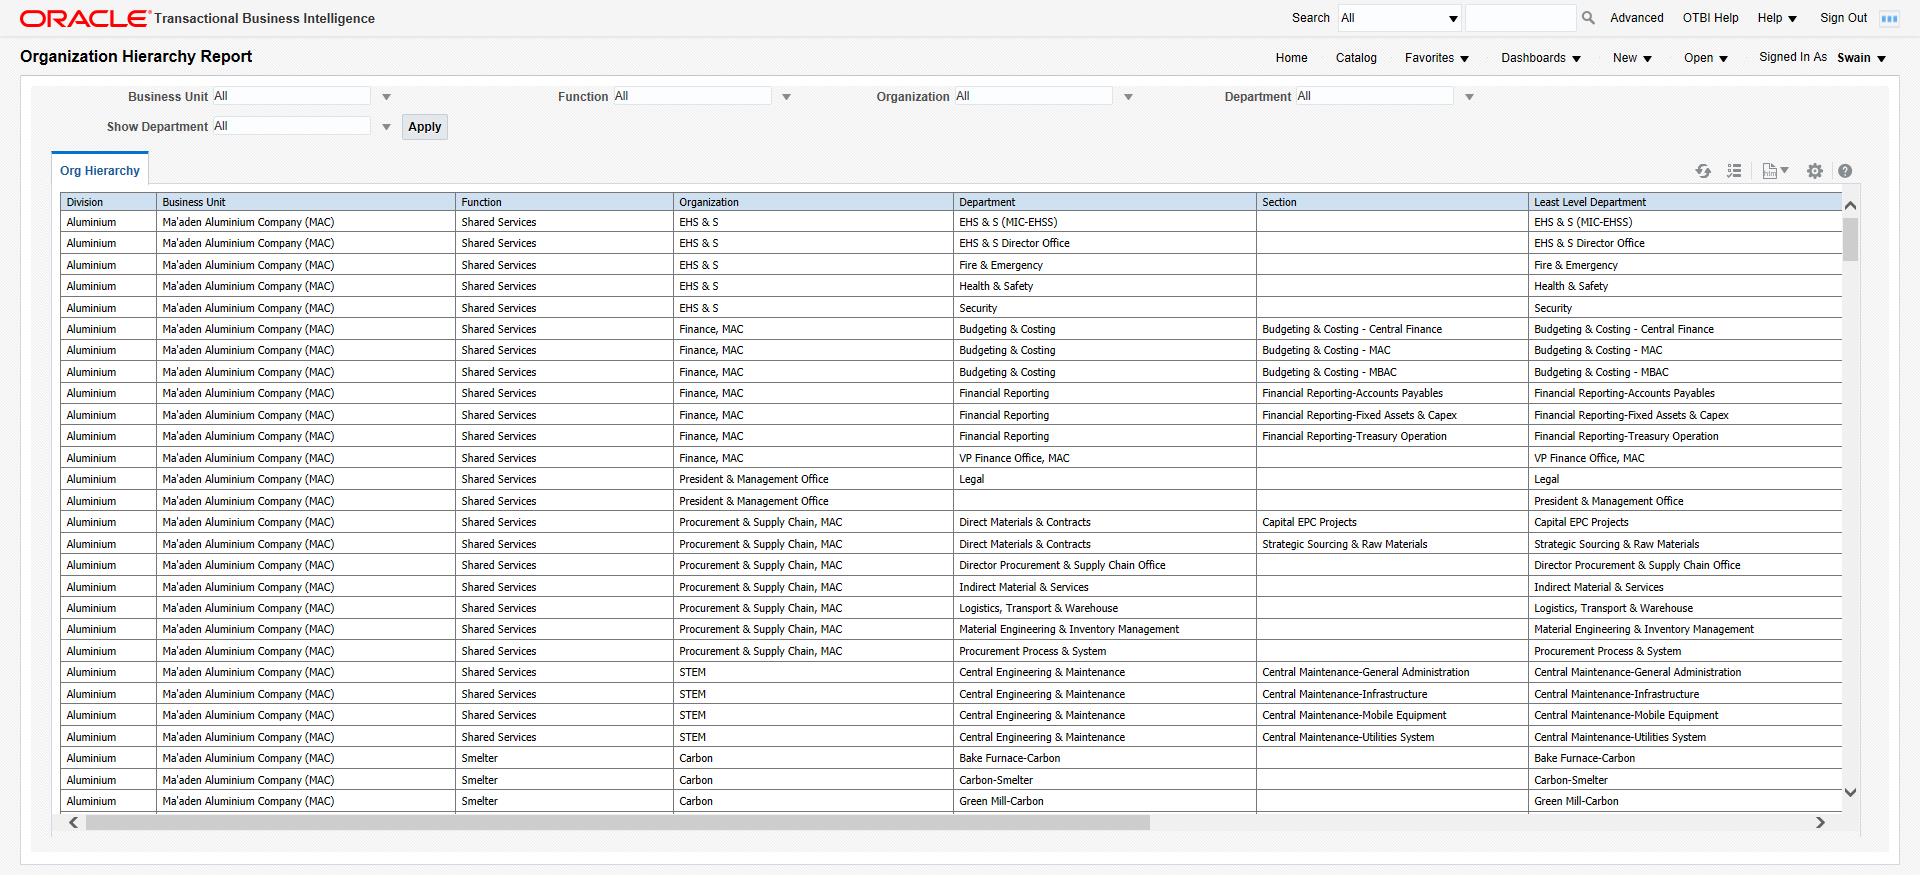 ORACLE Transactional Business Intelligence Search All Advanced OTBI Help Help Sign Out
Organization Hierarchy Report Home Catalog Favorites Dashboards New Open Signed In As Swain
Business Unit All Function All Organization All Department All
Show Department All Apply
Org Hierarchy
Division Business Unit Function Organization Department Section Least Level Department
Aluminium Ma'aden Aluminium Company (MAC) Shared Services EHS & S EHS & S (MIC-EHSS) EHS & S (MIC-EHSS)
Aluminium Ma'aden Aluminium Company (MAC) Shared Services EHS & S EHS & S Director Office EHS & S Director Office
Aluminium Ma'aden Aluminium Company (MAC) Shared Services EHS & S Fire & Emergency Fire & Emergency
Aluminium Ma'aden Aluminium Company (MAC) Shared Services EHS & S Health & Safety Health & Safety
Aluminium Ma'aden Aluminium Company (MAC) Shared Services EHS & S Security Security
Aluminium Ma'aden Aluminium Company (MAC) Shared Services Finance, MAC Budgeting & Costing Budgeting & Costing - Central Finance Budgeting & Costing - Central Finance
Aluminium Ma'aden Aluminium Company (MAC) Shared Services Finance, MAC Budgeting & Costing Budgeting & Costing - MAC Budgeting & Costing - MAC
Aluminium Ma'aden Aluminium Company (MAC) Shared Services Finance, MAC Budgeting & Costing Budgeting & Costing - MBAC Budgeting & Costing - MBAC
Aluminium Ma'aden Aluminium Company (MAC) Shared Services Finance, MAC Financial Reporting Financial Reporting-Accounts Payables Financial Reporting-Accounts Payables
Aluminium Ma'aden Aluminium Company (MAC) Shared Services Finance, MAC Financial Reporting Financial Reporting-Fixed Assets & Capex Financial Reporting-Fixed Assets & Capex
Aluminium Ma'aden Aluminium Company (MAC) Shared Services Finance, MAC Financial Reporting Financial Reporting-Treasury Operation Financial Reporting-Treasury Operation
Aluminium Ma'aden Aluminium Company (MAC) Shared Services Finance, MAC VP Finance Office, MAC VP Finance Office, MAC
Aluminium Ma'aden Aluminium Company (MAC) Shared Services President & Management Office Legal Legal
Aluminium Ma'aden Aluminium Company (MAC) Shared Services President & Management Office President & Management Office
Aluminium Ma'aden Aluminium Company (MAC) Shared Services Procurement & Supply Chain, MAC Direct Materials & Contracts Capital EPC Projects Capital EPC Projects
Aluminium Ma'aden Aluminium Company (MAC) Shared Services Procurement & Supply Chain, MAC Direct Materials & Contracts Strategic Sourcing & Raw Materials Strategic Sourcing & Raw Materials
Aluminium Ma'aden Aluminium Company (MAC) Shared Services Procurement & Supply Chain, MAC Director Procurement & Supply Chain Office Director Procurement & Supply Chain Office
Aluminium Ma'aden Aluminium Company (MAC) Shared Services Procurement & Supply Chain, MAC Indirect Material & Services Indirect Material & Services
Aluminium Ma'aden Aluminium Company (MAC) Shared Services Procurement & Supply Chain, MAC Logistics, Transport & Warehouse Logistics, Transport & Warehouse
Aluminium Ma'aden Aluminium Company (MAC) Shared Services Procurement & Supply Chain, MAC Material Engineering & Inventory Management Material Engineering & Inventory Management
Aluminium Ma'aden Aluminium Company (MAC) Shared Services Procurement & Supply Chain, MAC Procurement Process & System Procurement Process & System
Aluminium Ma'aden Aluminium Company (MAC) Shared Services STEM Central Engineering & Maintenance Central Maintenance-General Administration Central Maintenance-General Administration
Aluminium Ma'aden Aluminium Company (MAC) Shared Services STEM Central Engineering & Maintenance Central Maintenance-Infrastructure Central Maintenance-Infrastructure
Aluminium Ma'aden Aluminium Company (MAC) Shared Services STEM Central Engineering & Maintenance Central Maintenance-Mobile Equipment Central Maintenance-Mobile Equipment
Aluminium Ma'aden Aluminium Company (MAC) Shared Services STEM Central Engineering & Maintenance Central Maintenance-Utilities System Central Maintenance-Utilities System
Aluminium Ma'aden Aluminium Company (MAC) Smelter Carbon Bake Furnace-Carbon Bake Furnace-Carbon
Aluminium Ma'aden Aluminium Company (MAC) Smelter Carbon Carbon-Smelter Carbon-Smelter
Aluminium Ma'aden Aluminium Company (MAC) Smelter Carbon Green Mill-Carbon Green Mill-Carbon